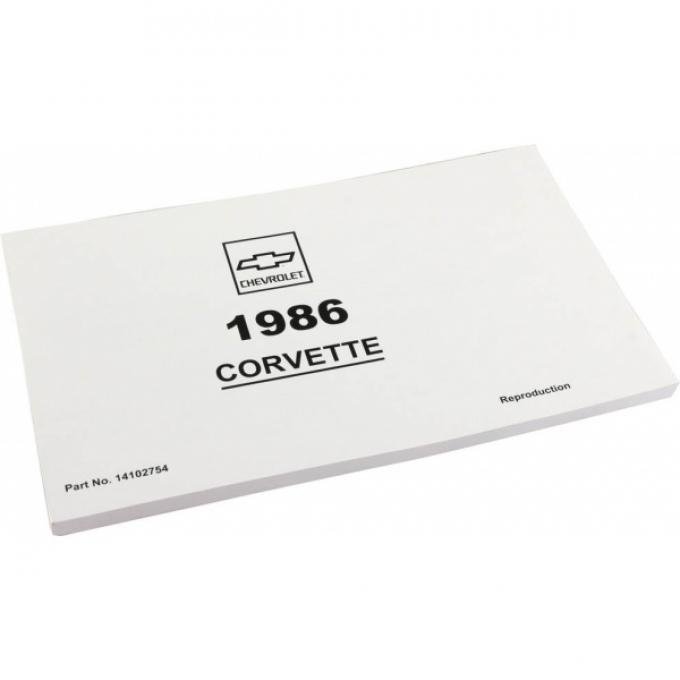 CHEVROLET
1986
CORVETTE
Reproduction
Part No. 14102754